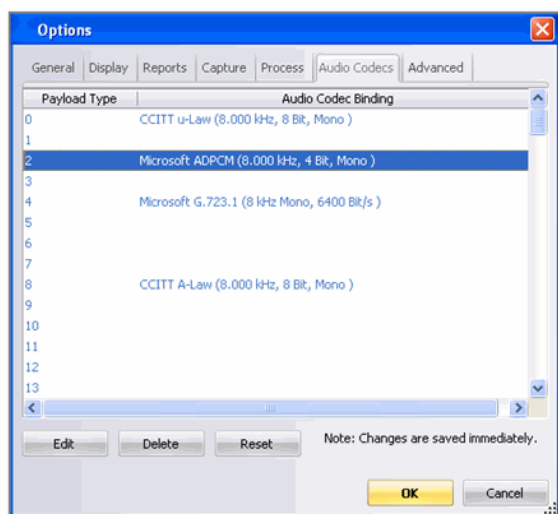 Options
General Display Reports Capture Process Audio Codecs Advanced
Payload Type Audio Codec Binding
0 CCITT u-Law (8.000 kHz, 8 Bit, Mono )
1
2 Microsoft ADPCM (8.000 kHz, 4 Bit, Mono )
3
4 Microsoft G.723.1 (8 kHz Mono, 6400 Bit/s )
5
6
7
8 CCITT A-Law (8.000 kHz, 8 Bit, Mono )
9
10
11
12
13
Edit Delete Reset Note: Changes are saved immediately.
OK Cancel